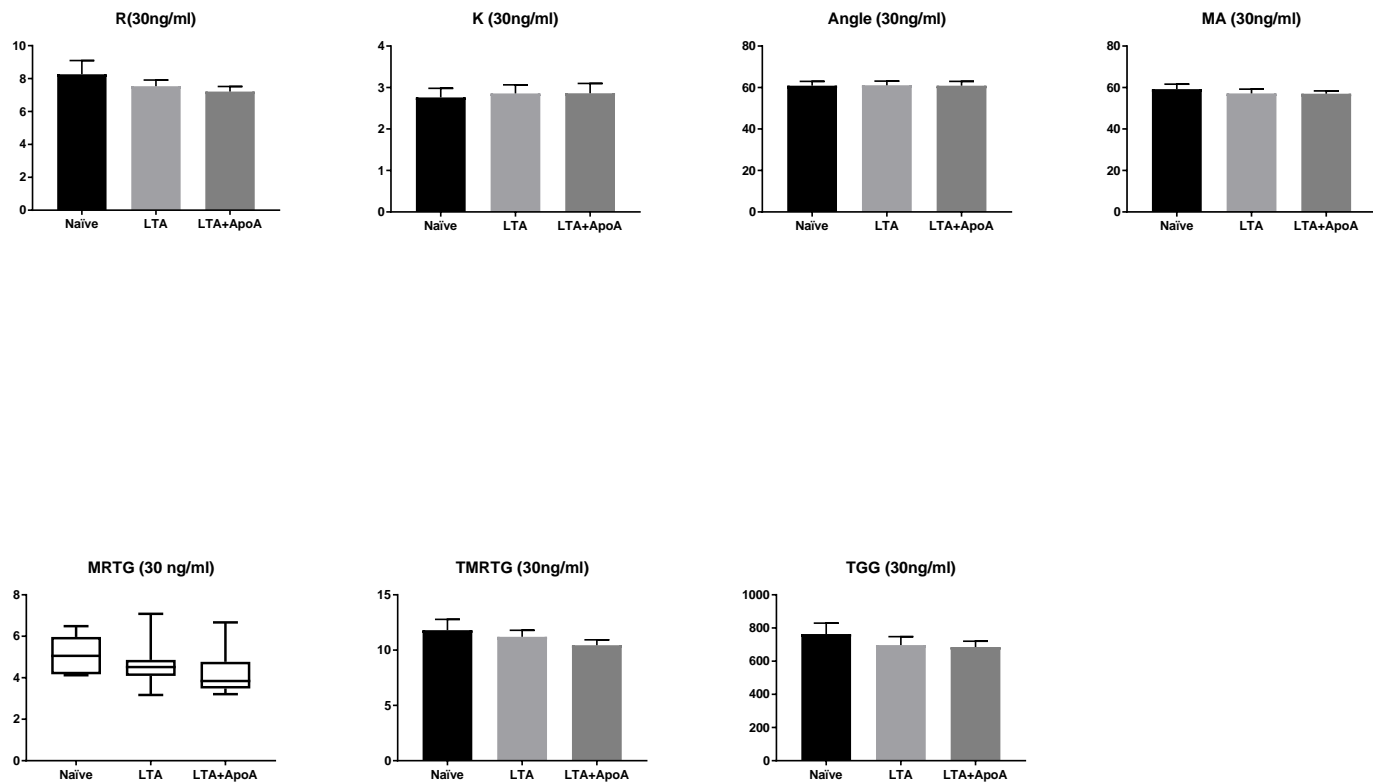 R(30ng/ml)
10
8
6
4
2
0
Naïve LTA LTA+ApoA
K (30ng/ml)
4
3
2
1
0
Naïve LTA LTA+ApoA
Angle (30ng/ml)
80
60
40
20
0
Naïve LTA LTA+ApoA
MA (30ng/ml)
80
60
40
20
0
Naïve LTA LTA+ApoA
MRTG (30 ng/ml)
8
6
4
2
0
Naïve LTA LTA+ApoA
TMRTG (30ng/ml)
15
10
5
0
Naïve LTA LTA+ApoA
TGG (30ng/ml)
1000
800
600
400
200
0
Naïve LTA LTA+ApoA